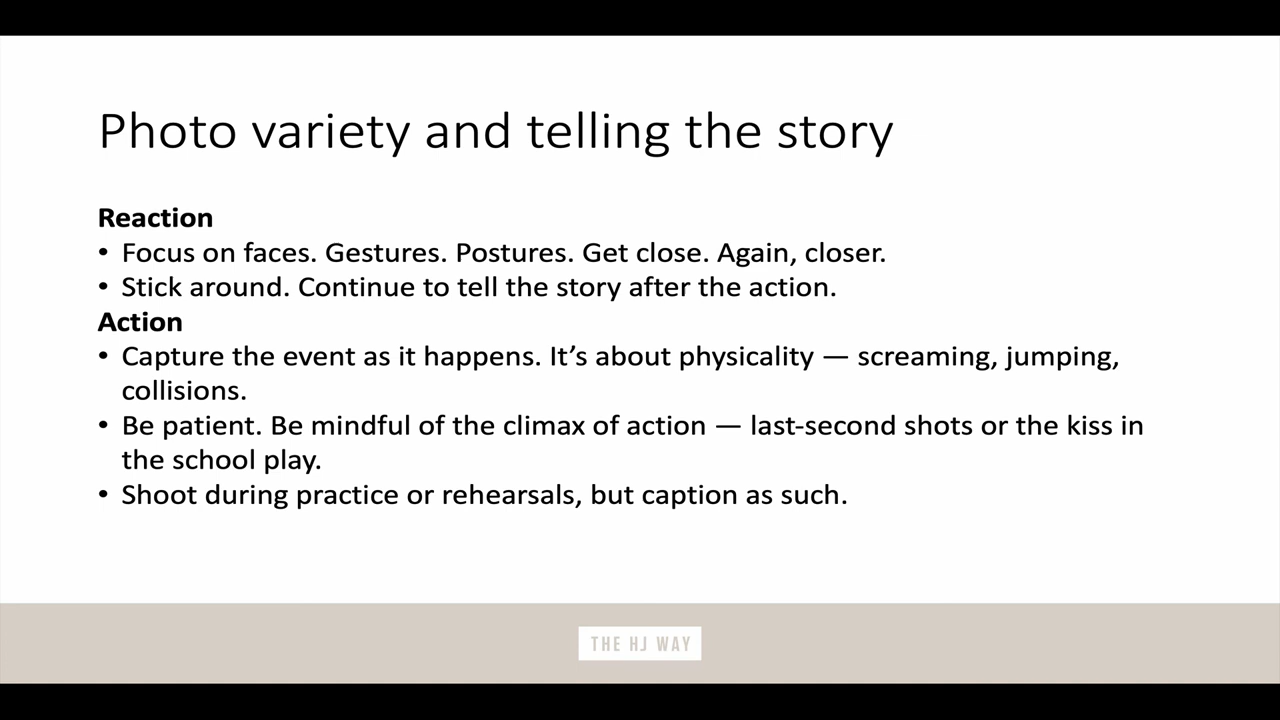 Photo variety and telling the story
Reaction
• Focus on faces. Gestures. Postures. Get close. Again, closer.
• Stick around. Continue to tell the story after the action.
Action
• Capture the event as it happens. It’s about physicality — screaming, jumping,
collisions.
• Be patient. Be mindful of the climax of action — last-second shots or the kiss in
the school play.
• Shoot during practice or rehearsals, but caption as such.
THE HJ WAY